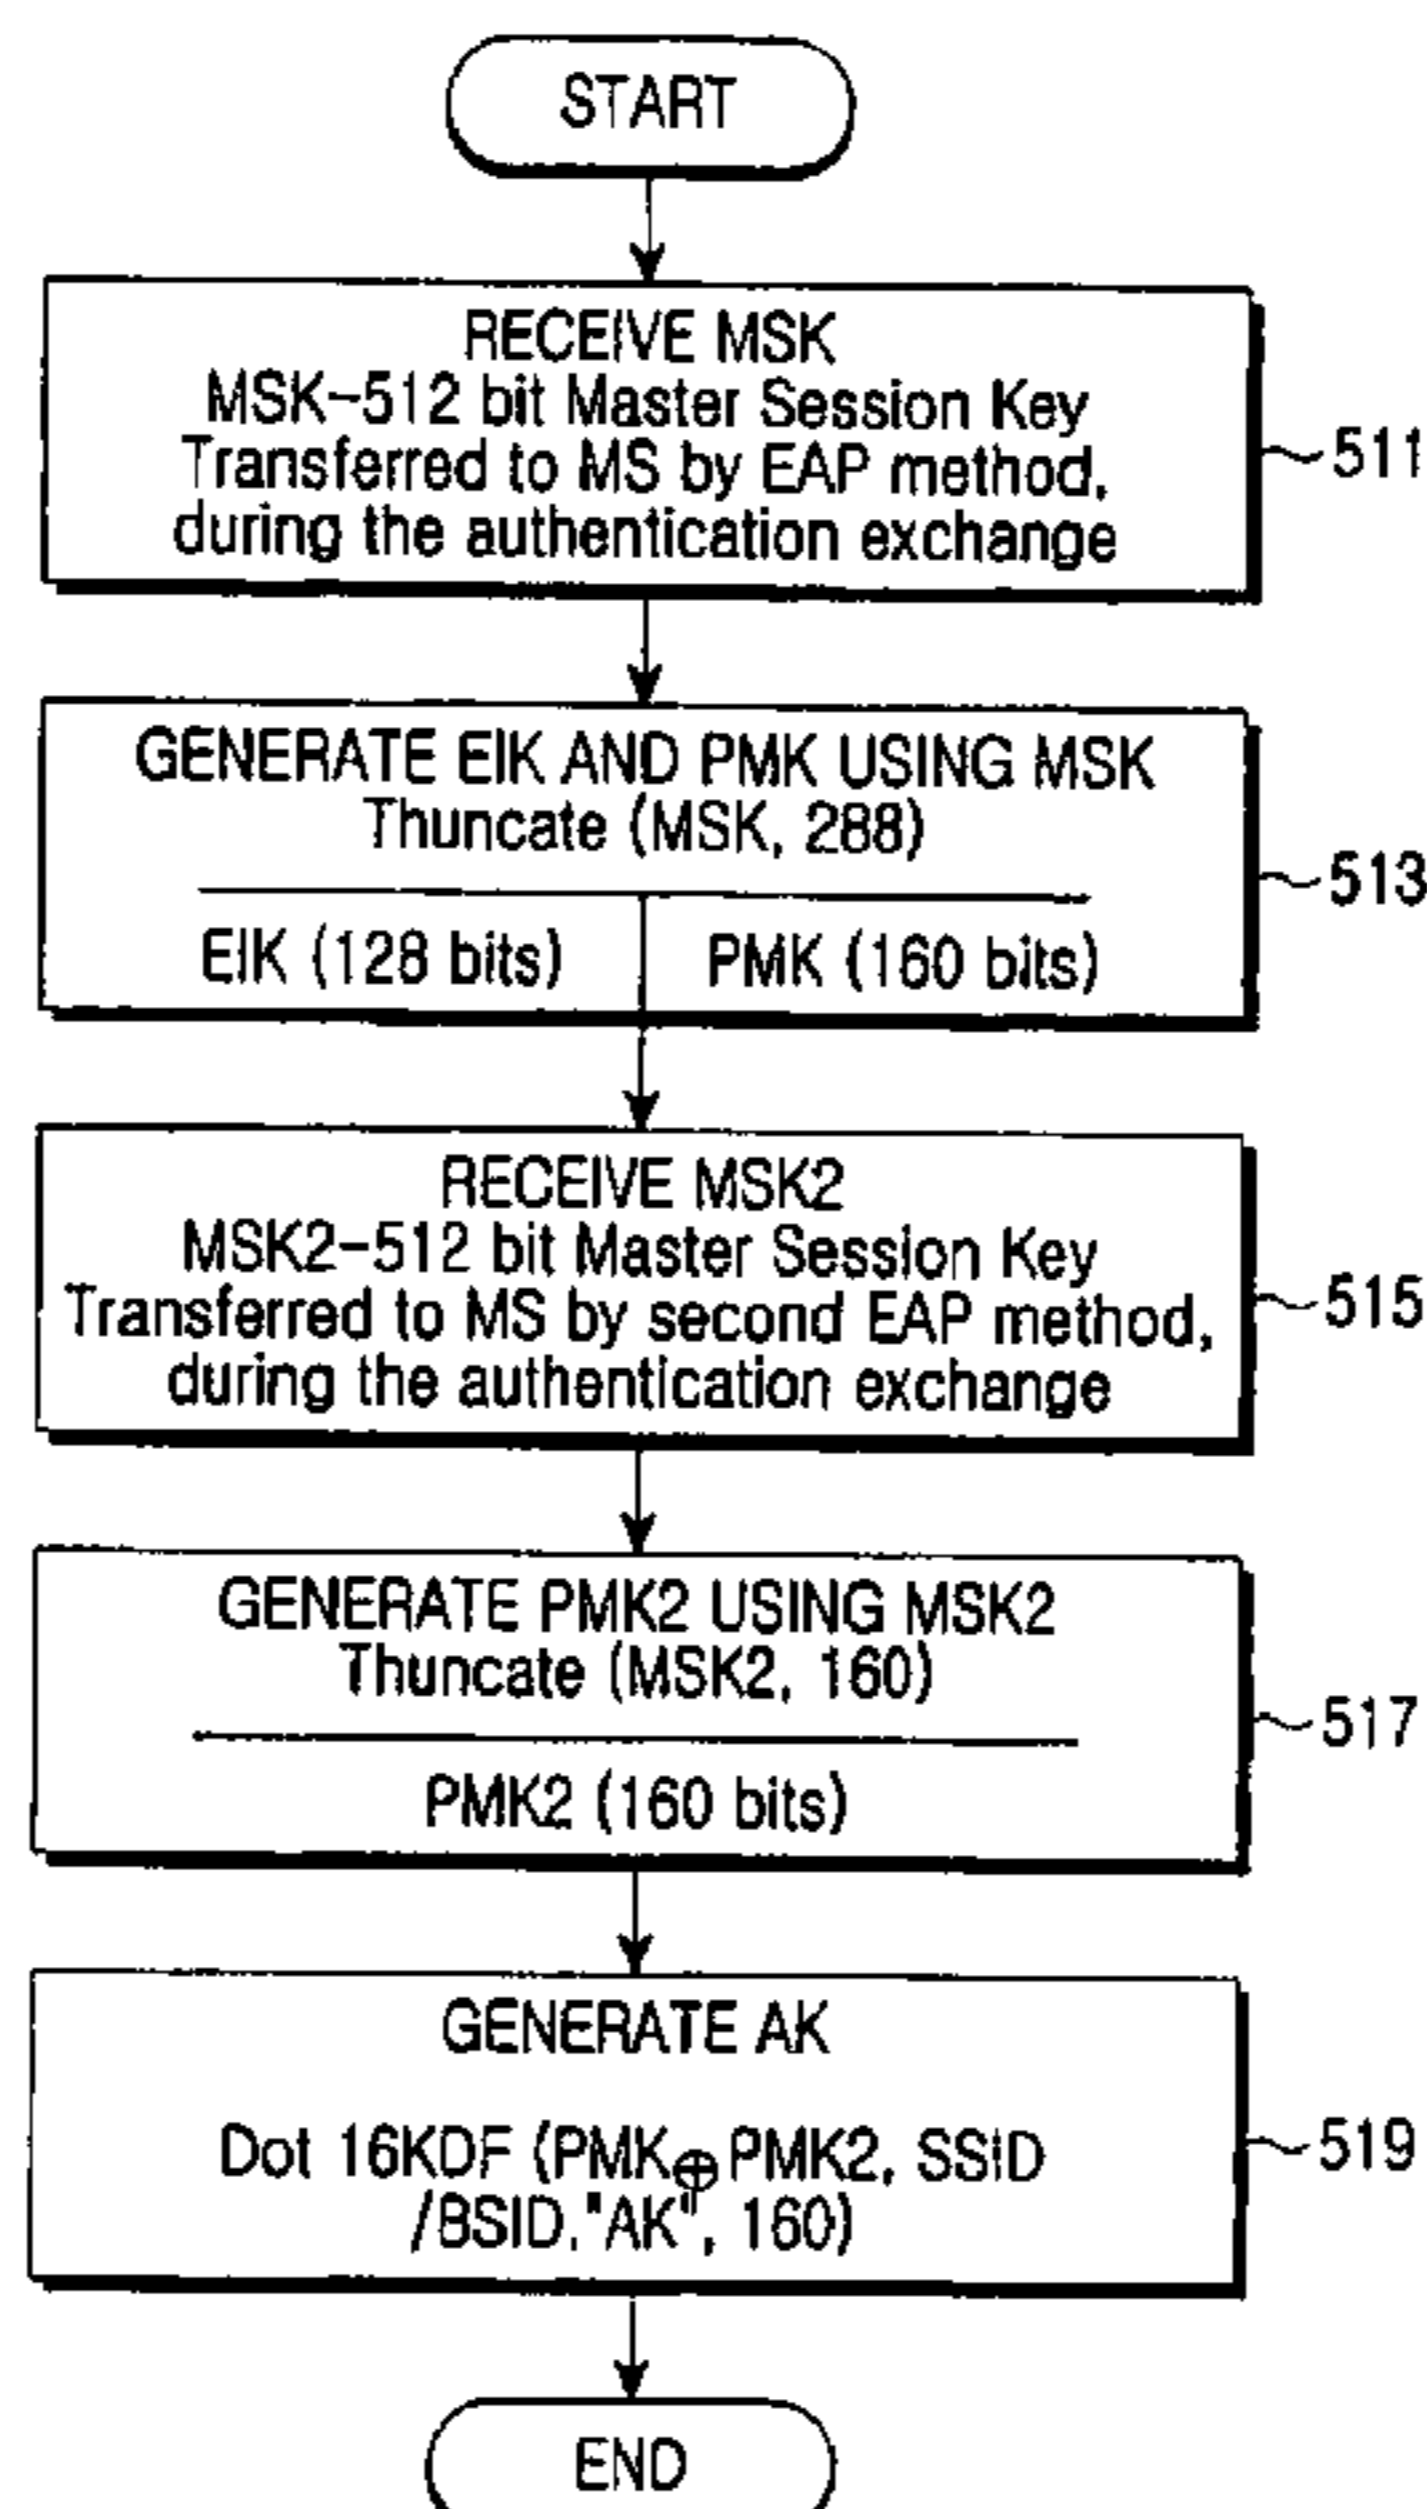 START
RECEIVE MSK
MSK-512 bit Master Session Key
Transferred to MS by EAP method,
during the authentication exchange
511
GENERATE EIK AND PMK USING MSK
Thuncate (MSK, 288)
EIK (128 bits)
PMK (160 bits)
513
RECEIVE MSK2
MSK2-512 bit Master Session Key
Transferred to MS by second EAP method,
during the authentication exchange
515
GENERATE PMK2 USING MSK2
Thuncate (MSK2, 160)
PMK2 (160 bits)
517
GENERATE AK
Dot 16KDF (PMK⊕PMK2, SSID
/BSID,"AK", 160)
519
END